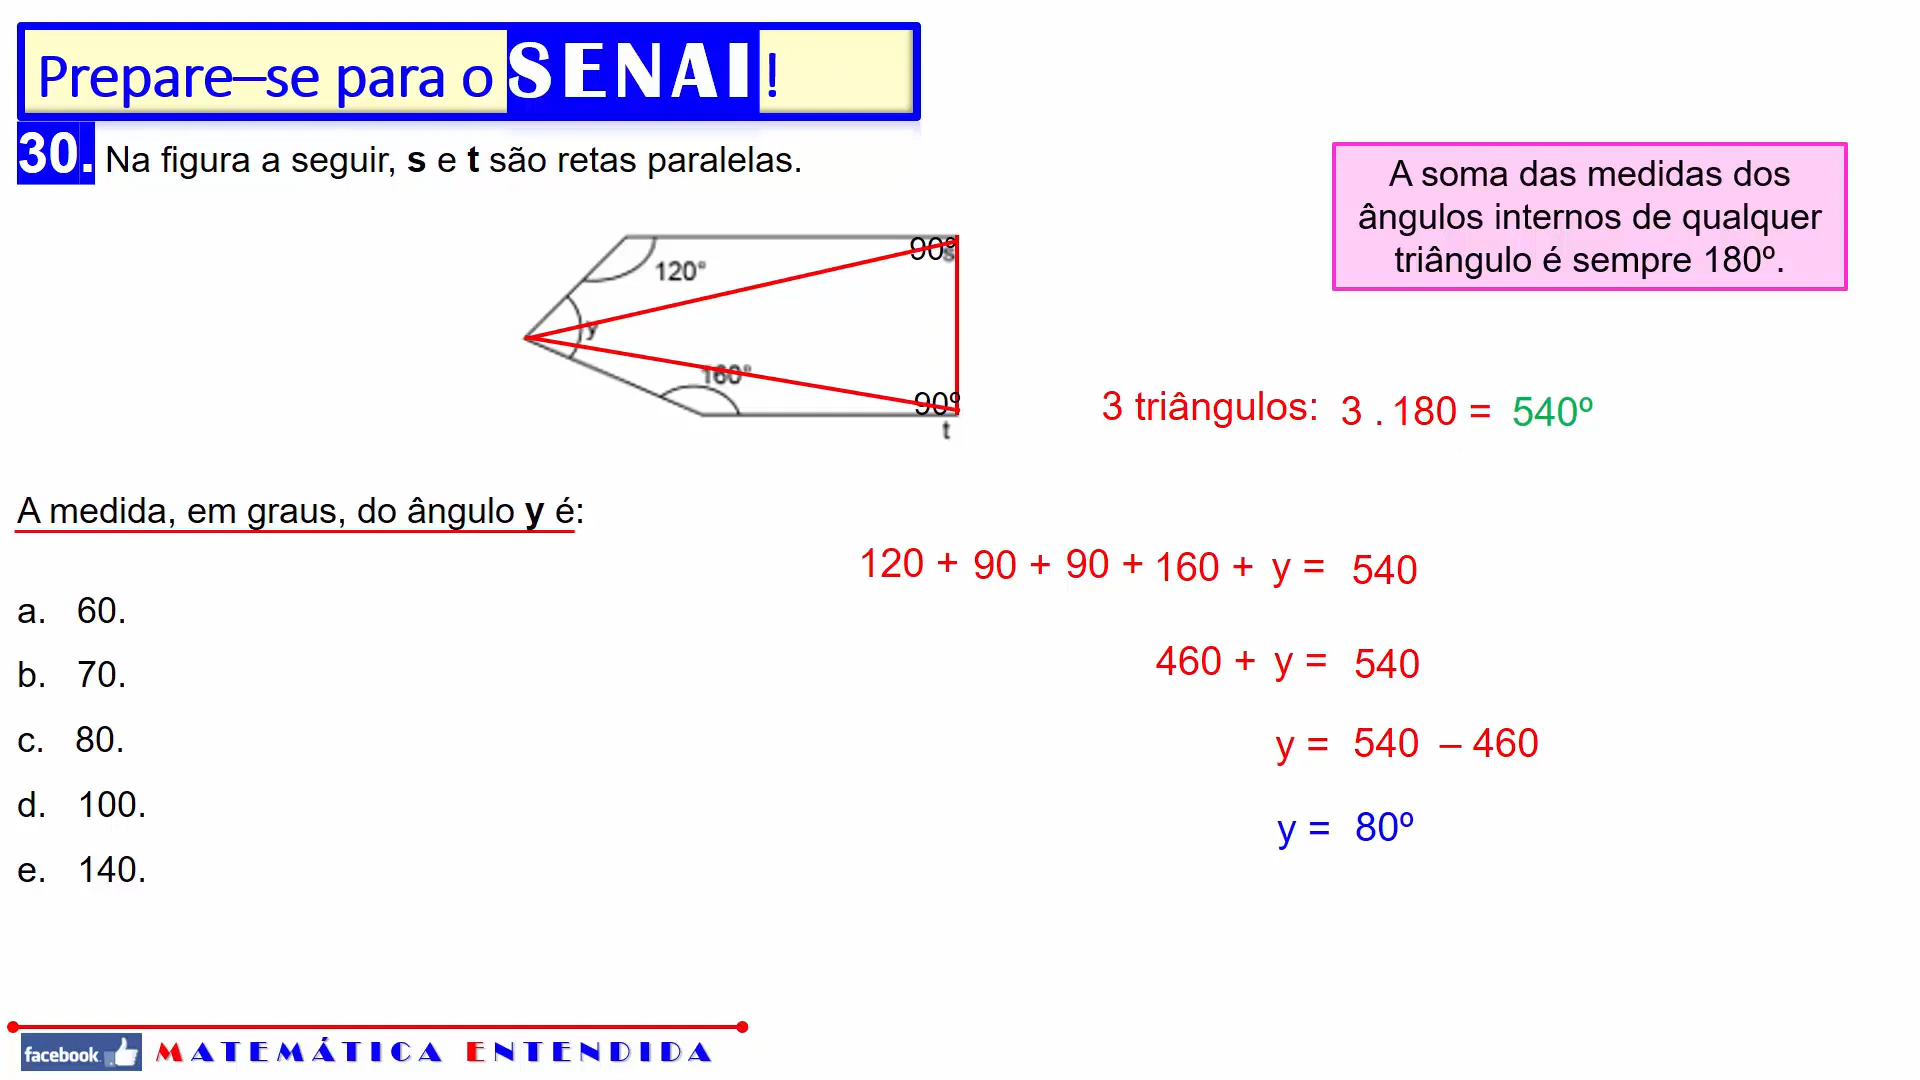 Prepare–se para o SENAI!
30. Na figura a seguir, s e t são retas paralelas.
A soma das medidas dos
ângulos internos de qualquer
triângulo é sempre 180º.
90º
s
120°
y
160°
90º
t
3 triângulos: 3 . 180 = 540º
A medida, em graus, do ângulo y é:
120 + 90 + 90 + 160 + y = 540
a. 60.
460 + y = 540
b. 70.
c. 80.
y = 540 – 460
d. 100.
y = 80º
e. 140.
facebook MATEMÁTICA ENTENDIDA